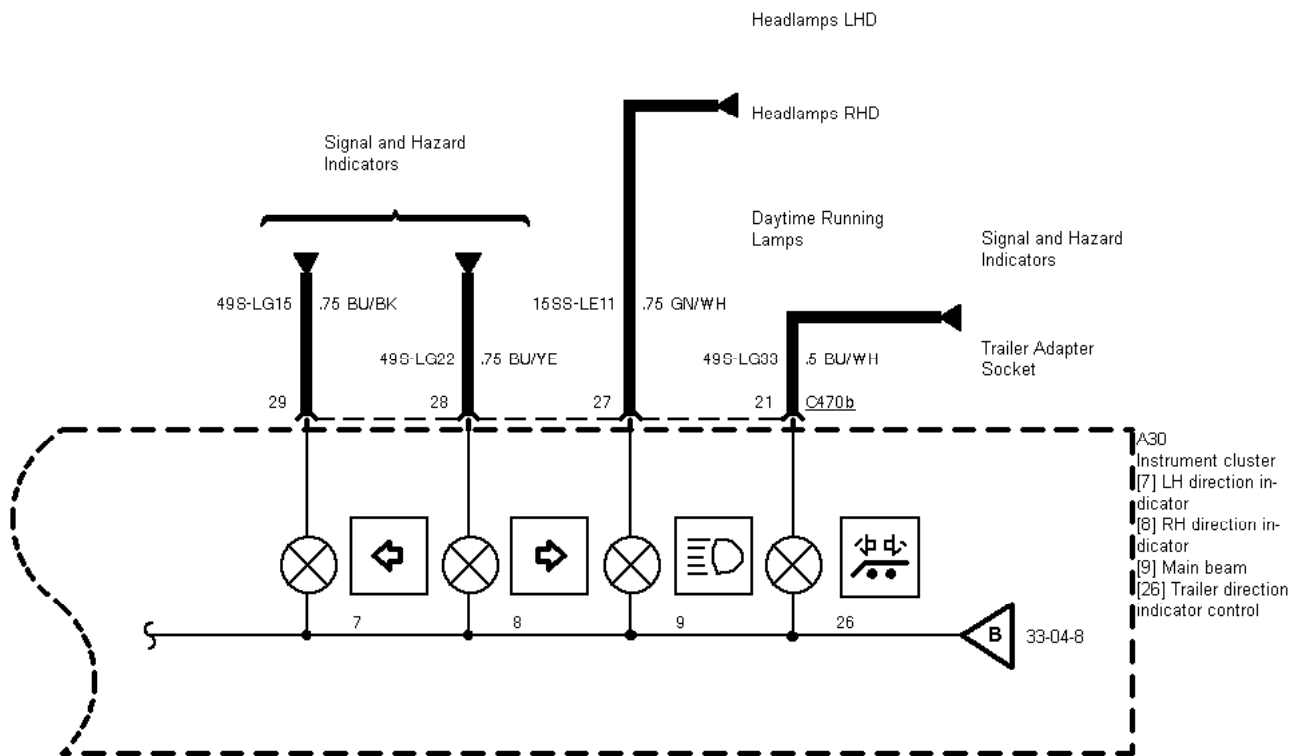 Headlamps LHD
Headlamps RHD
Signal and Hazard
Indicators
Daytime Running
Lamps
Signal and Hazard
Indicators
49S-LG15 .75 BU/BK
15SS-LE11 .75 GN/WH
49S-LG22 .75 BU/YE
49S-LG33 .5 BU/WH
Trailer Adapter
Socket
29 28 27 21 C470b
A30
Instrument cluster
[7] LH direction in-
dicator
[8] RH direction in-
dicator
[9] Main beam
[26] Trailer direction
indicator control
7 8 9 26
B 33-04-8